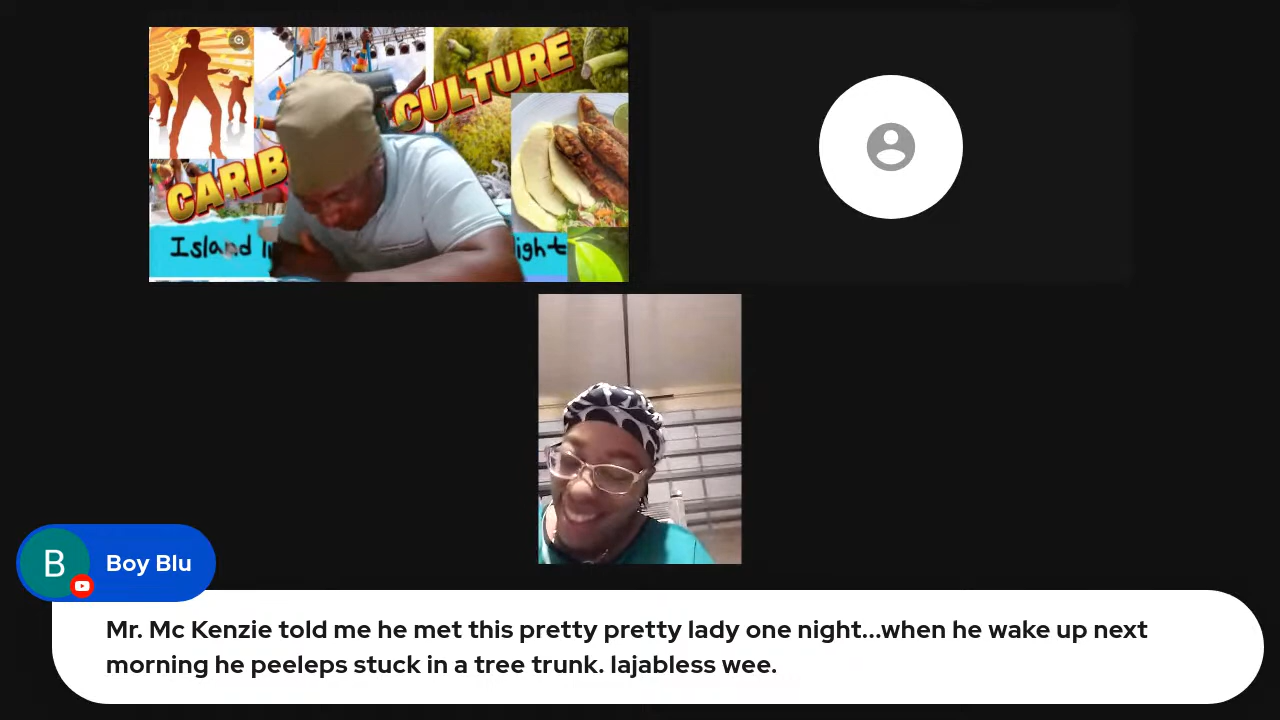 CULTURE
CARIB
Island
ight
B
Boy Blu
Mr. Mc Kenzie told me he met this pretty pretty lady one night...when he wake up next
morning he peeleps stuck in a tree trunk. lajabless wee.